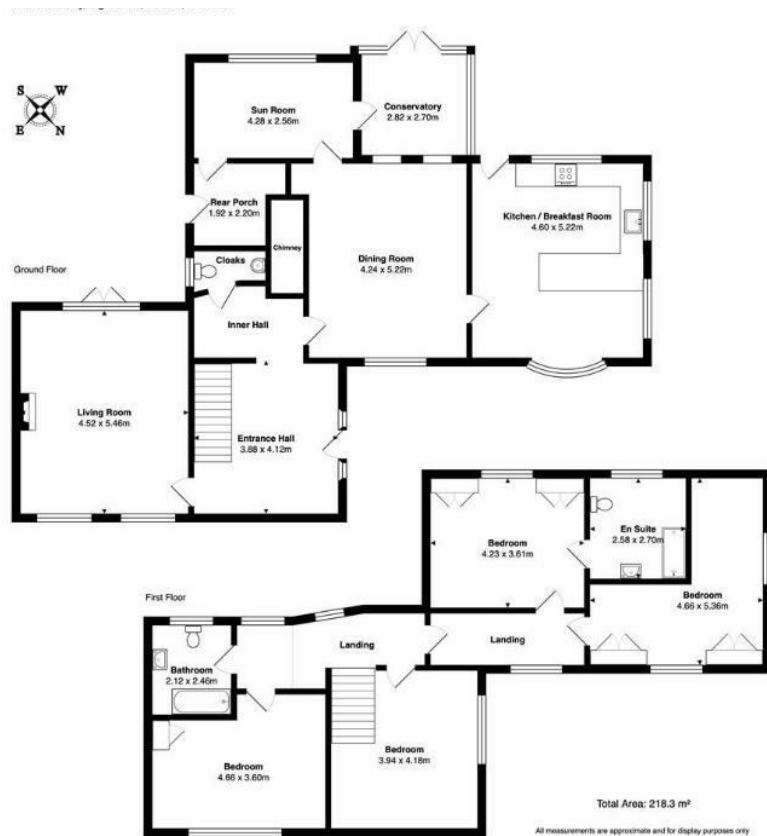 S W
E N
Sun Room
4.28 x 2.56m
Conservatory
2.82 x 2.70m
Rear Porch
1.92 x 2.20m
Kitchen / Breakfast Room
4.60 x 5.22m
Chimney
Cloaks
Dining Room
4.24 x 5.22m
Ground Floor
Inner Hall
Living Room
4.52 x 5.46m
Entrance Hall
3.88 x 4.12m
Bedroom
4.23 x 3.61m
En Suite
2.58 x 2.70m
Bedroom
4.66 x 5.36m
First Floor
Landing
Landing
Bathroom
2.12 x 2.46m
Bedroom
3.94 x 4.18m
Bedroom
4.66 x 3.60m
Total Area: 218.3 m²
All measurements are approximate and for display purposes only